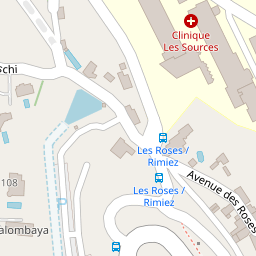 Clinique
Les Sources
schi
Les Roses /
Rimiez
Les Roses /
Rimiez
Avenue des Roses
108
alombaya